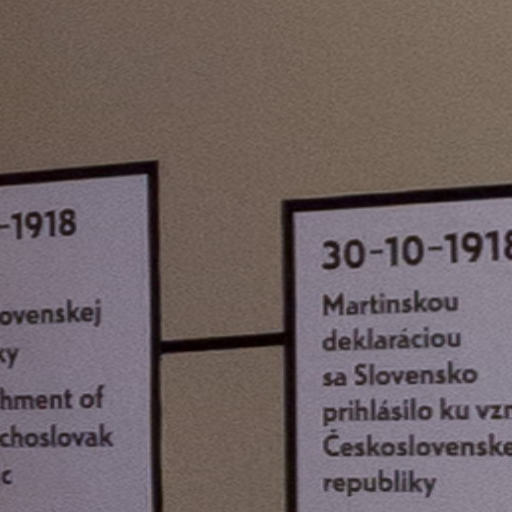 -1918
ovenskej
ky
hment of
choslovak
c
30-10-1918
Martinskou
deklaráciou
sa Slovensko
prihlásilo ku vzn
Československe
republiky